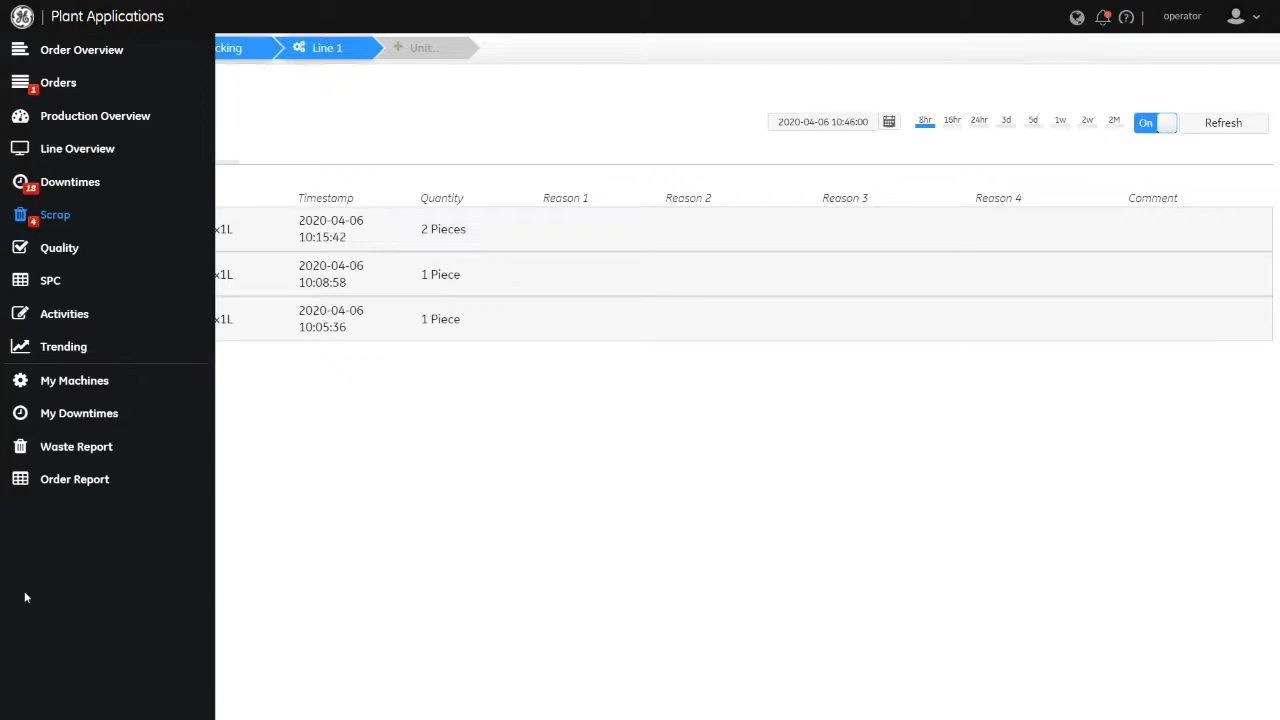 Plant Applications
operator
Order Overview
Orders
1
Production Overview
Line Overview
Downtimes
18
Scrap
4
Quality
SPC
Activities
Trending
My Machines
My Downtimes
Waste Report
Order Report
cking
Line 1
Unit...
2020-04-06 10:46:00
8hr 16hr 24hr 3d 5d 1w 2w 2M
On
Refresh
Timestamp Quantity Reason 1 Reason 2 Reason 3 Reason 4 Comment
x1L 2020-04-06 10:15:42 2 Pieces
x1L 2020-04-06 10:08:58 1 Piece
x1L 2020-04-06 10:05:36 1 Piece